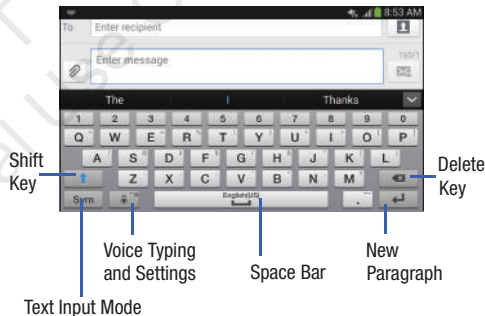 8:53 AM
To Enter recipient
Enter message
160/1
The I Thanks
1 2 3 4 5 6 7 8 9 0
Q W E R T Y U I O P
A S D F G H J K L
Shift Key
Z X C V B N M
Delete Key
Sym English(US) .
Voice Typing and Settings
Space Bar
New Paragraph
Text Input Mode